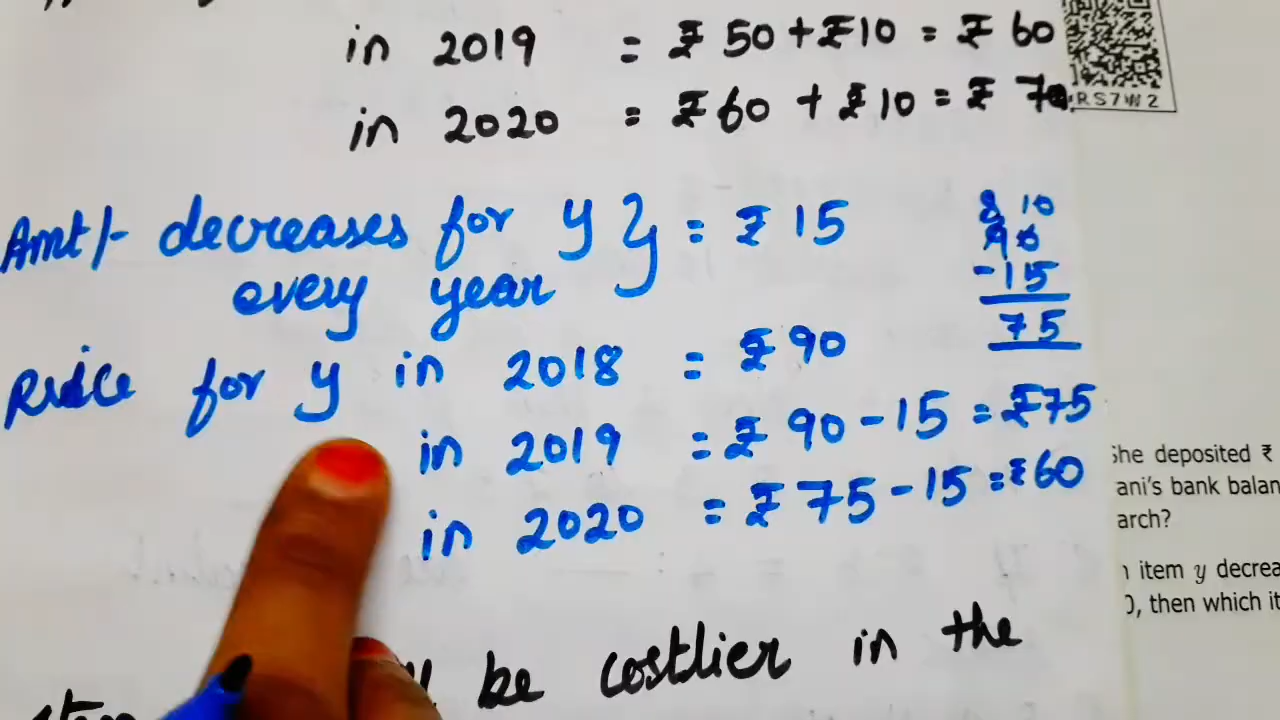 in 2019 = ₹ 50 + ₹ 10 = ₹ 60
in 2020 = ₹ 60 + ₹ 10 = ₹ 70
RS7W2
Amt/- decreases for y } = ₹ 15
every year
8 10
90
-15
75
Price for y in 2018 = ₹ 90
in 2019 = ₹ 90 - 15 = ₹75
in 2020 = ₹ 75 - 15 = ₹60
be costlier in the
She deposited ₹
ani's bank balan
arch?
item y decrea
0, then which it